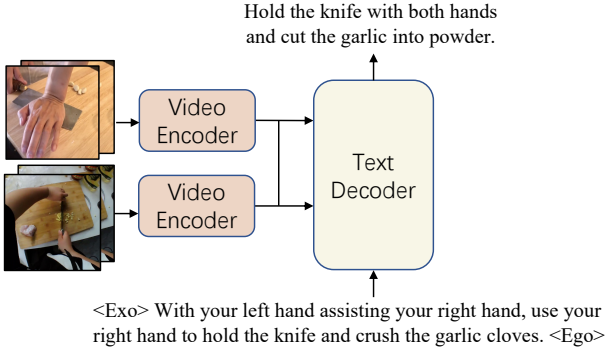 Hold the knife with both hands
and cut the garlic into powder.
Video
Encoder
Video
Encoder
Text
Decoder
<Exo> With your left hand assisting your right hand, use your
right hand to hold the knife and crush the garlic cloves. <Ego>